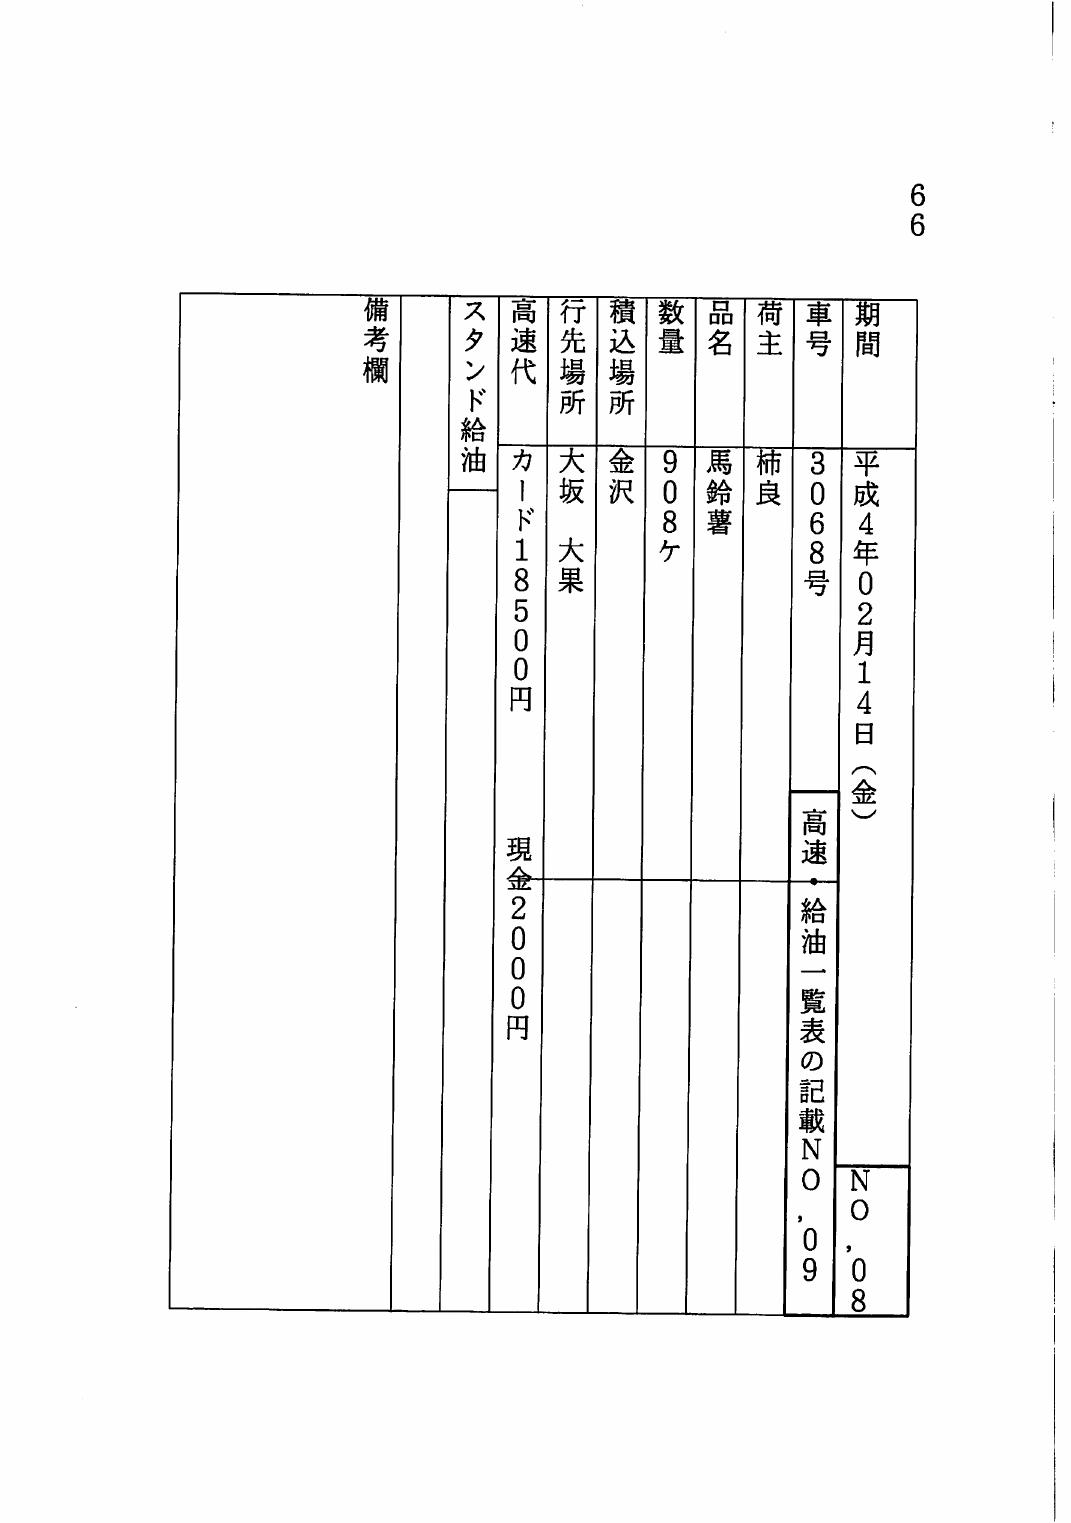 66
期間 平成4年02月14日（金） NO,08
車号 3068号 高速・給油一覧表の記載NO,09
荷主 柿良
品名 馬鈴薯
数量 908ケ
積込場所 金沢
行先場所 大坂 大果
高速代 カード18500円 現金2000円
スタンド給油
備考欄